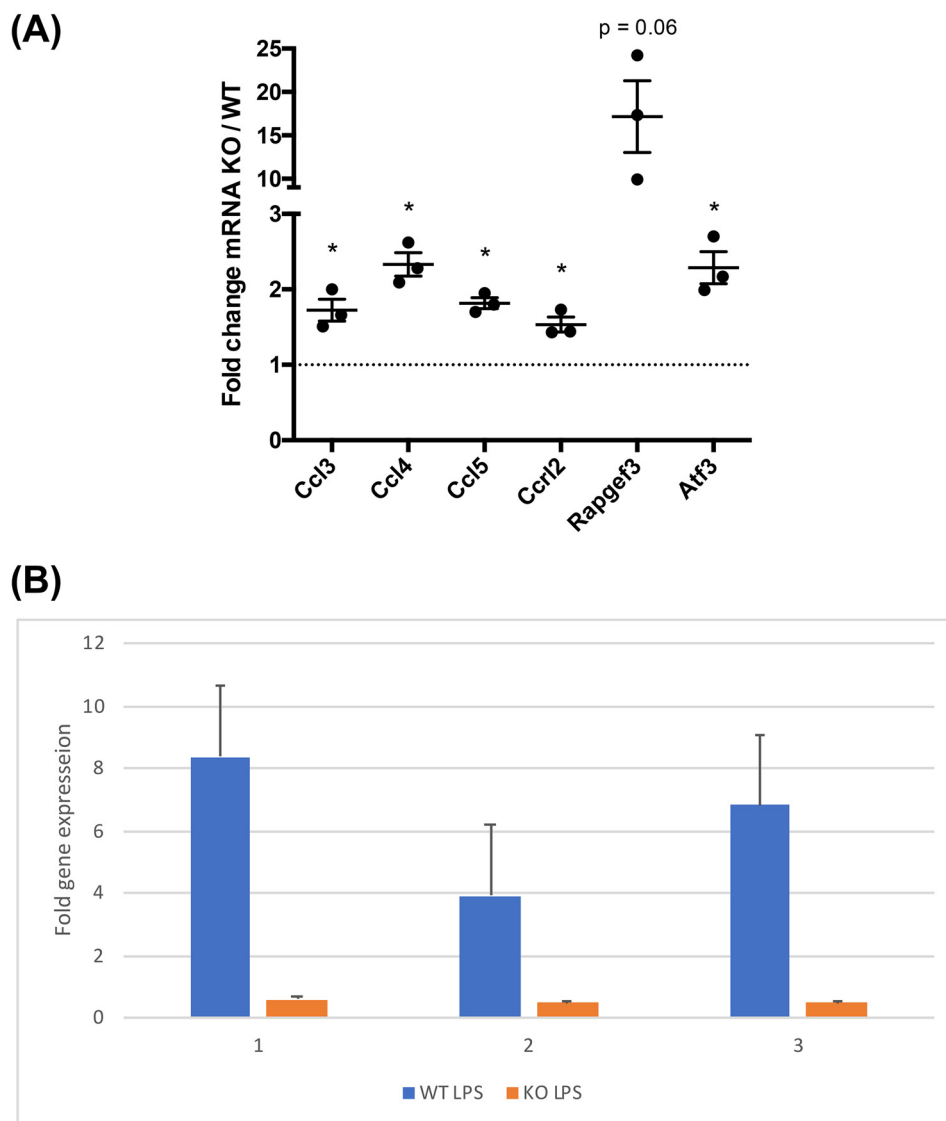 (A)
p = 0.06
Fold change mRNA KO / WT
25
20
15
10
3
2
1
0
*
*
*
*
*
Ccl3
Ccl4
Ccl5
Ccrl2
Rapgef3
Atf3
(B)
Fold gene expresseion
12
10
8
6
4
2
0
1
2
3
WT LPS
KO LPS